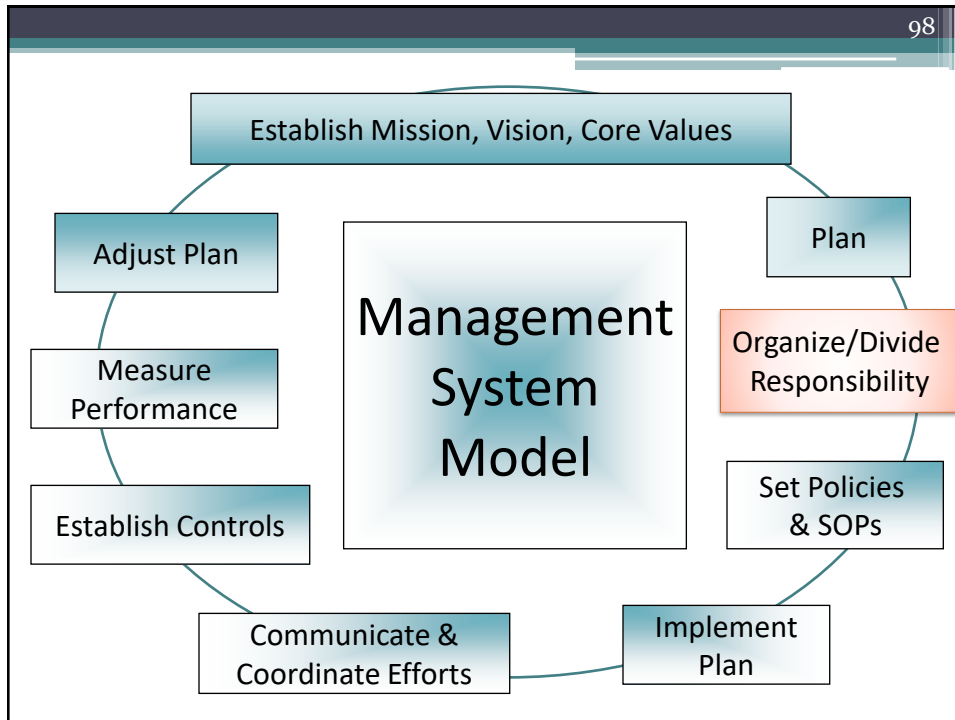 98
Establish Mission, Vision, Core Values
Plan
Organize/Divide
Responsibility
Set Policies
& SOPs
Implement
Plan
Communicate &
Coordinate Efforts
Establish Controls
Measure
Performance
Adjust Plan
Management
System
Model